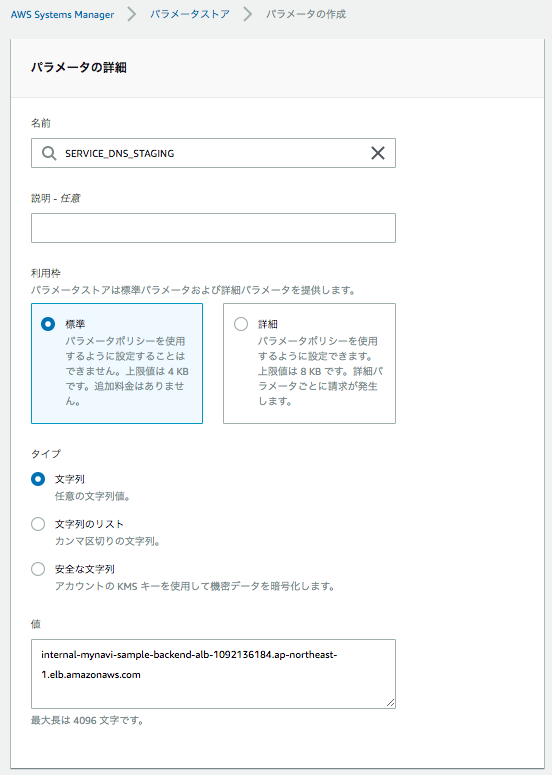 AWS Systems Manager > パラメータストア > パラメータの作成
パラメータの詳細
名前
SERVICE_DNS_STAGING
説明 - 任意
利用枠
パラメータストアは標準パラメータおよび詳細パラメータを提供します。
標準
パラメータポリシーを使用
するように設定することは
できません。上限値は 4 KB
です。追加料金はありませ
ん。
詳細
パラメータポリシーを使用
するように設定できます。
上限値は 8 KB です。詳細パ
ラメータごとに請求が発生
します。
タイプ
文字列
任意の文字列値。
文字列のリスト
カンマ区切りの文字列。
安全な文字列
アカウントの KMS キーを使用して機密データを暗号化します。
値
internal-mynavi-sample-backend-alb-1092136184.ap-northeast-
1.elb.amazonaws.com
最大長は 4096 文字です。